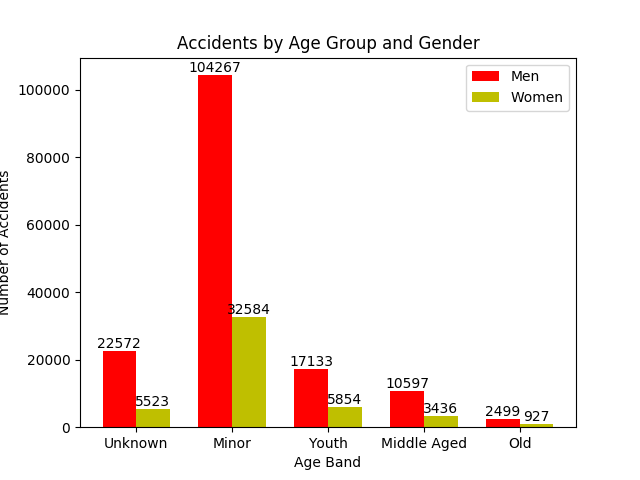 Accidents by Age Group and Gender
Men
Women
104267
32584
22572
5523
17133
5854
10597
3436
2499
927
100000
80000
60000
40000
20000
0
Number of Accidents
Unknown Minor Youth Middle Aged Old
Age Band